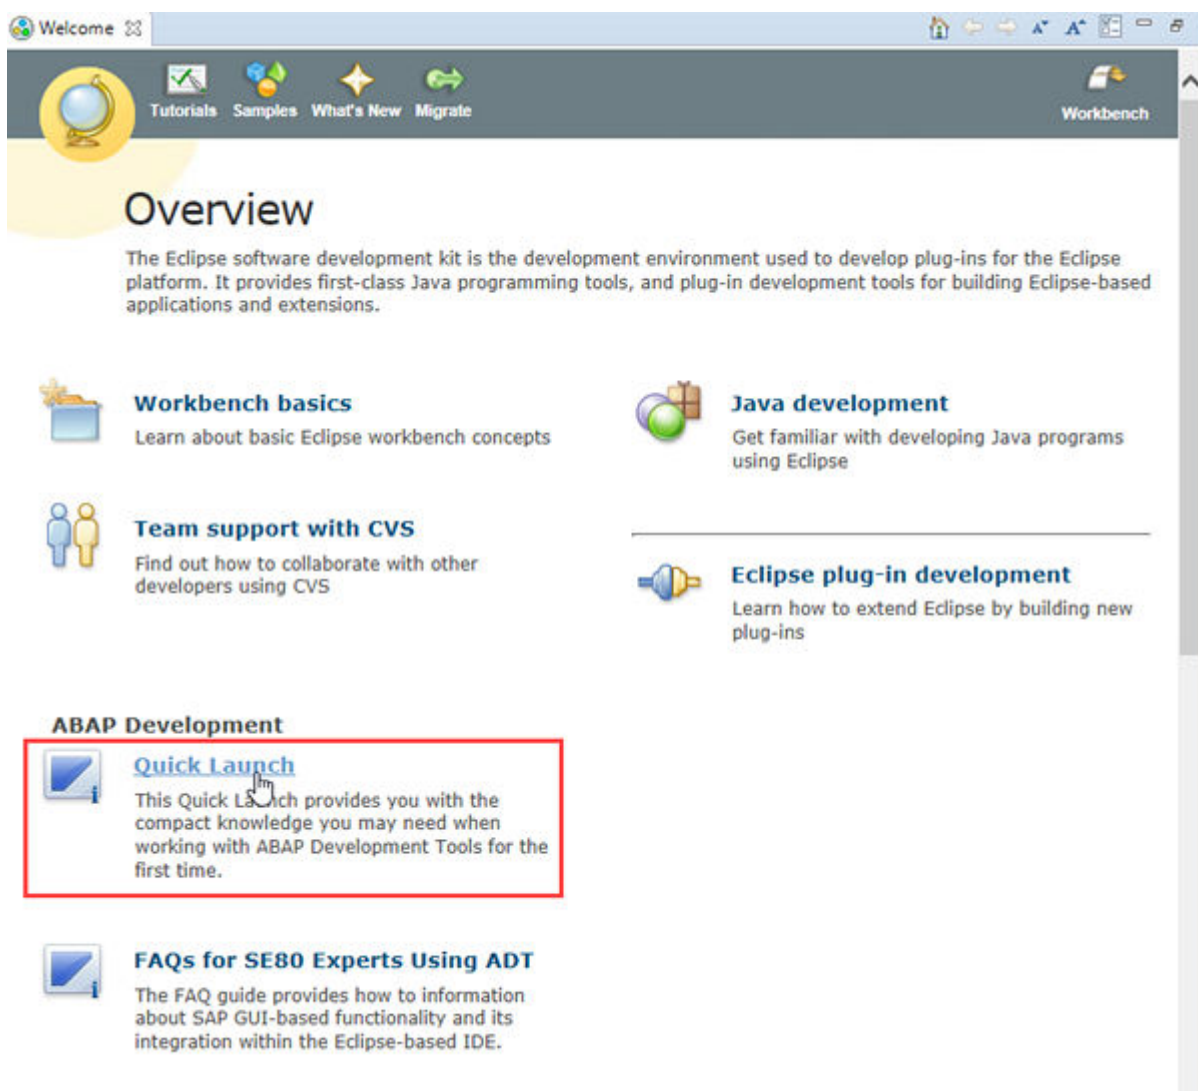 Welcome
Tutorials Samples What's New Migrate
Workbench
Overview
The Eclipse software development kit is the development environment used to develop plug-ins for the Eclipse
platform. It provides first-class Java programming tools, and plug-in development tools for building Eclipse-based
applications and extensions.
Workbench basics
Learn about basic Eclipse workbench concepts
Java development
Get familiar with developing Java programs
using Eclipse
Team support with CVS
Find out how to collaborate with other
developers using CVS
Eclipse plug-in development
Learn how to extend Eclipse by building new
plug-ins
ABAP Development
Quick Launch
This Quick Launch provides you with the
compact knowledge you may need when
working with ABAP Development Tools for the
first time.
FAQs for SE80 Experts Using ADT
The FAQ guide provides how to information
about SAP GUI-based functionality and its
integration within the Eclipse-based IDE.